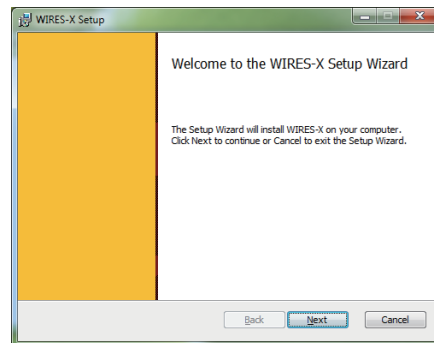 WIRES-X Setup
Welcome to the WIRES-X Setup Wizard
The Setup Wizard will install WIRES-X on your computer.
Click Next to continue or Cancel to exit the Setup Wizard.
Back Next Cancel